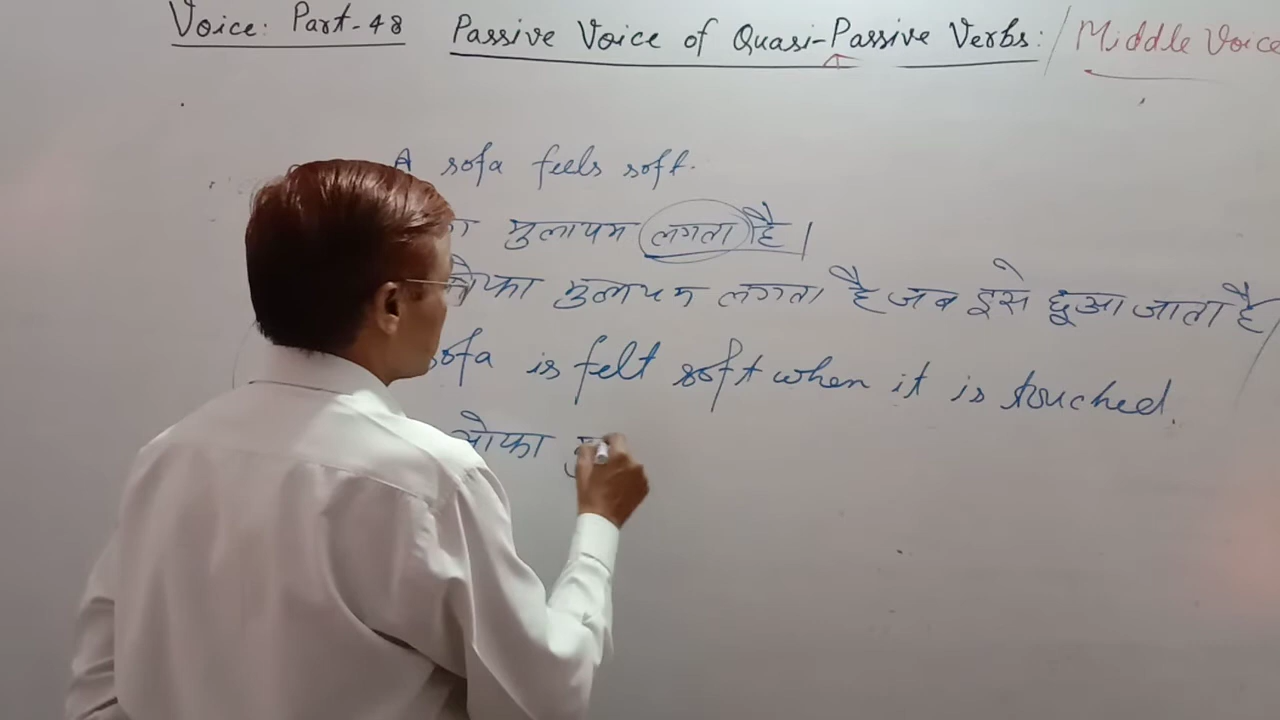 Voice: Part-48 Passive Voice of Quasi-Passive Verbs: / Middle Voice
A sofa feels soft.
मुलायम लगता है।
सोफा मुलायम लगता है जब इसे छूआ जाता है।
sofa is felt soft when it is touched.
सोफा